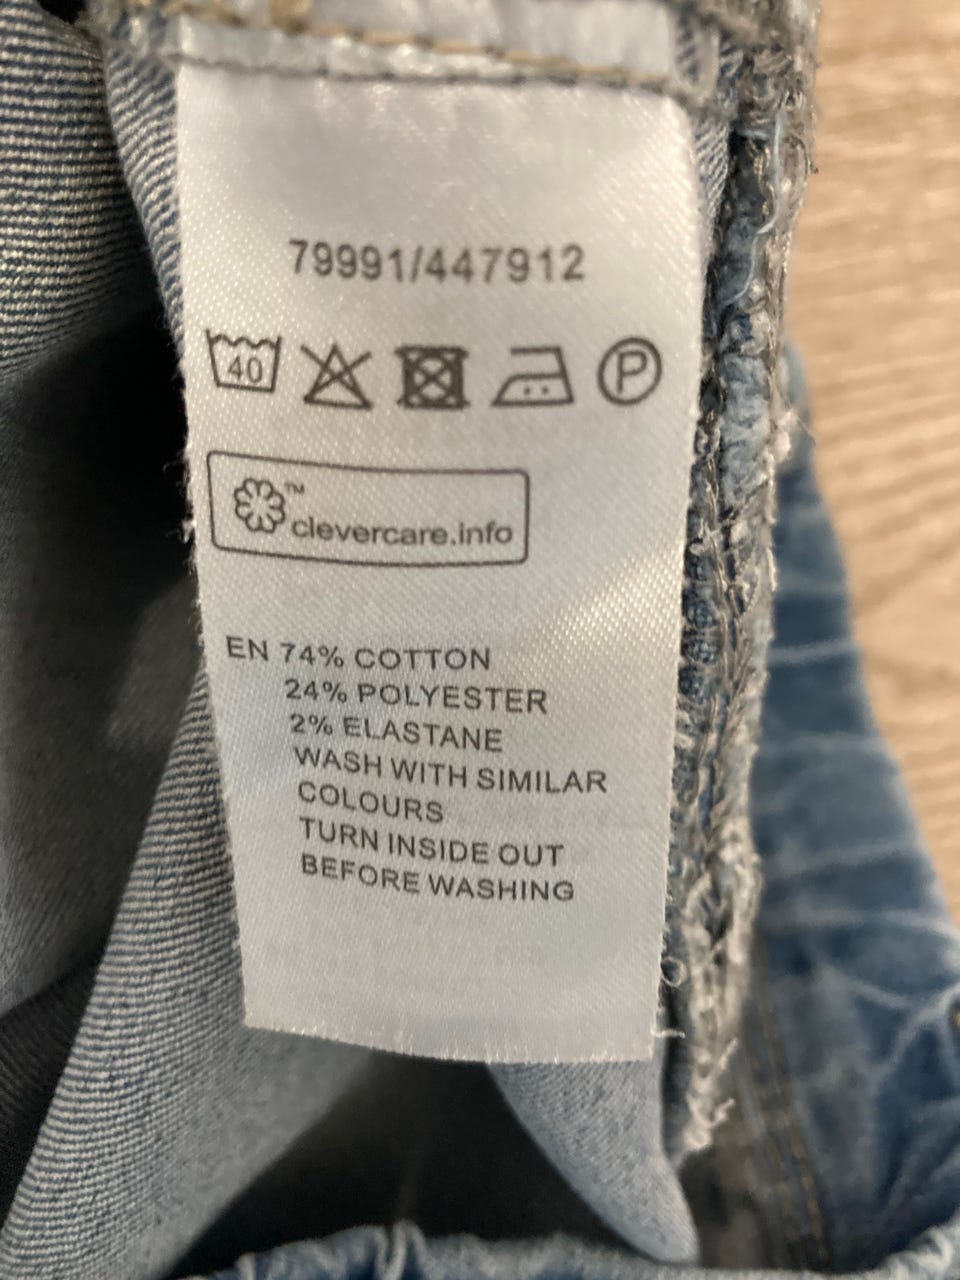 79991/447912
40 P
™
clevercare.info
EN 74% COTTON
24% POLYESTER
2% ELASTANE
WASH WITH SIMILAR
COLOURS
TURN INSIDE OUT
BEFORE WASHING